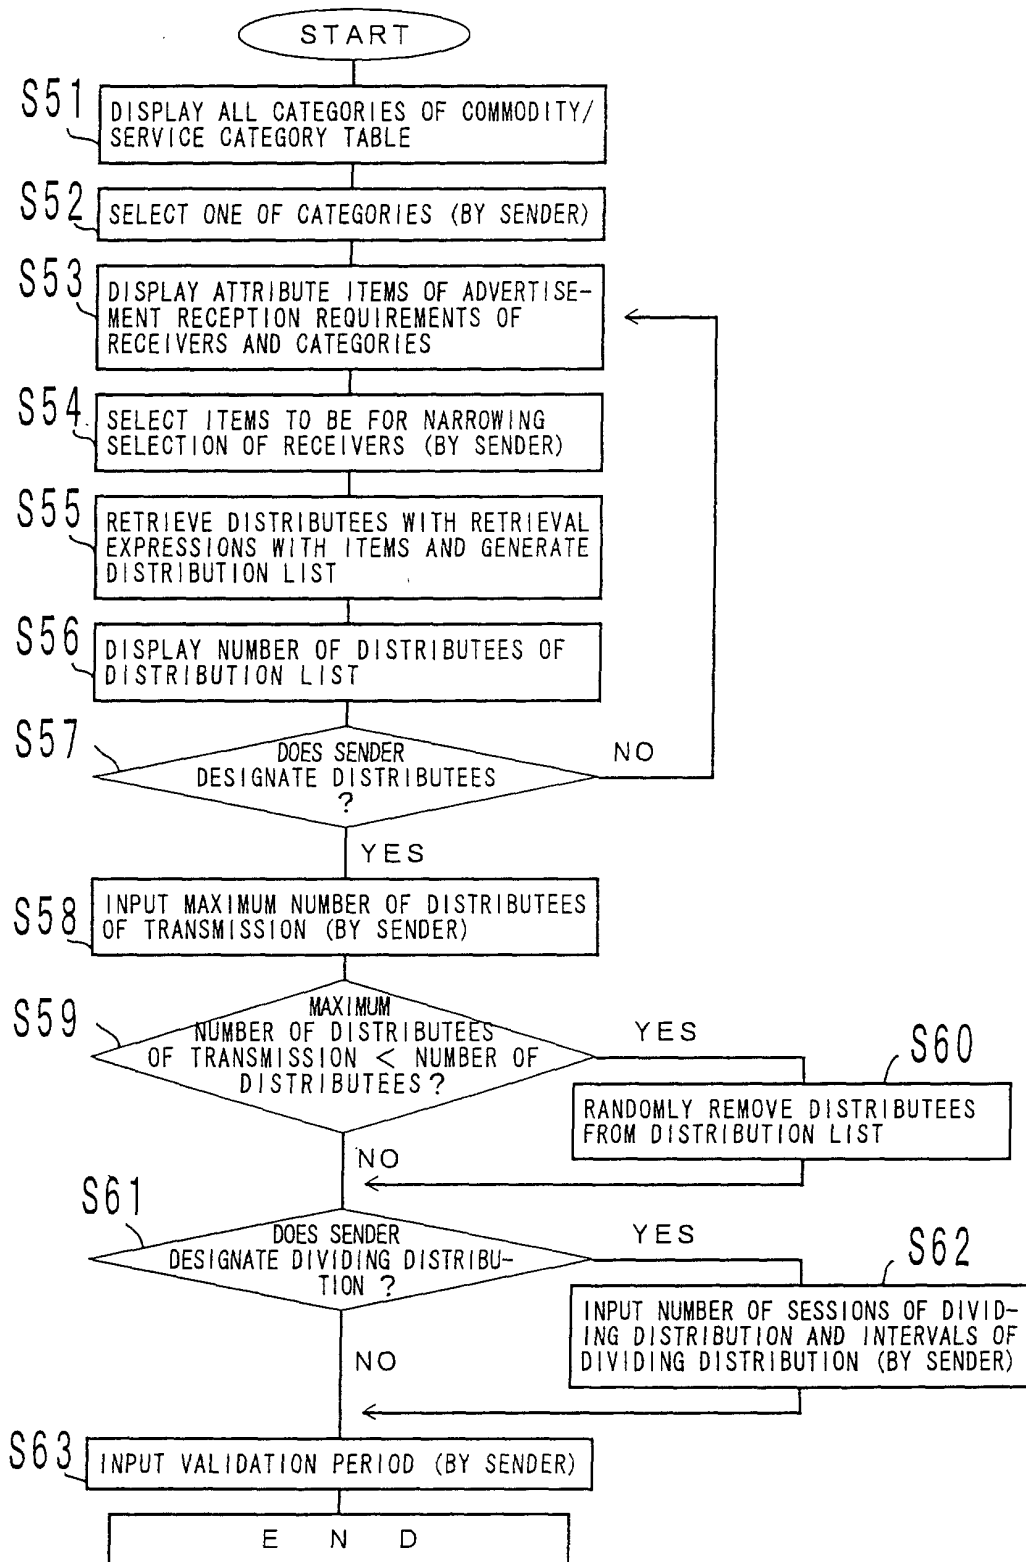 START
S51
DISPLAY ALL CATEGORIES OF COMMODITY/
SERVICE CATEGORY TABLE
S52
SELECT ONE OF CATEGORIES (BY SENDER)
S53
DISPLAY ATTRIBUTE ITEMS OF ADVERTISE-
MENT RECEPTION REQUIREMENTS OF
RECEIVERS AND CATEGORIES
S54
SELECT ITEMS TO BE FOR NARROWING
SELECTION OF RECEIVERS (BY SENDER)
S55
RETRIEVE DISTRIBUTEES WITH RETRIEVAL
EXPRESSIONS WITH ITEMS AND GENERATE
DISTRIBUTION LIST
S56
DISPLAY NUMBER OF DISTRIBUTEES OF
DISTRIBUTION LIST
S57
DOES SENDER
DESIGNATE DISTRIBUTEES
?
NO
YES
S58
INPUT MAXIMUM NUMBER OF DISTRIBUTEES
OF TRANSMISSION (BY SENDER)
S59
MAXIMUM
NUMBER OF DISTRIBUTEES
OF TRANSMISSION < NUMBER OF
DISTRIBUTEES?
YES
S60
RANDOMLY REMOVE DISTRIBUTEES
FROM DISTRIBUTION LIST
NO
S61
DOES SENDER
DESIGNATE DIVIDING DISTRIBU-
TION ?
YES
S62
INPUT NUMBER OF SESSIONS OF DIVID-
ING DISTRIBUTION AND INTERVALS OF
DIVIDING DISTRIBUTION (BY SENDER)
NO
S63
INPUT VALIDATION PERIOD (BY SENDER)
END